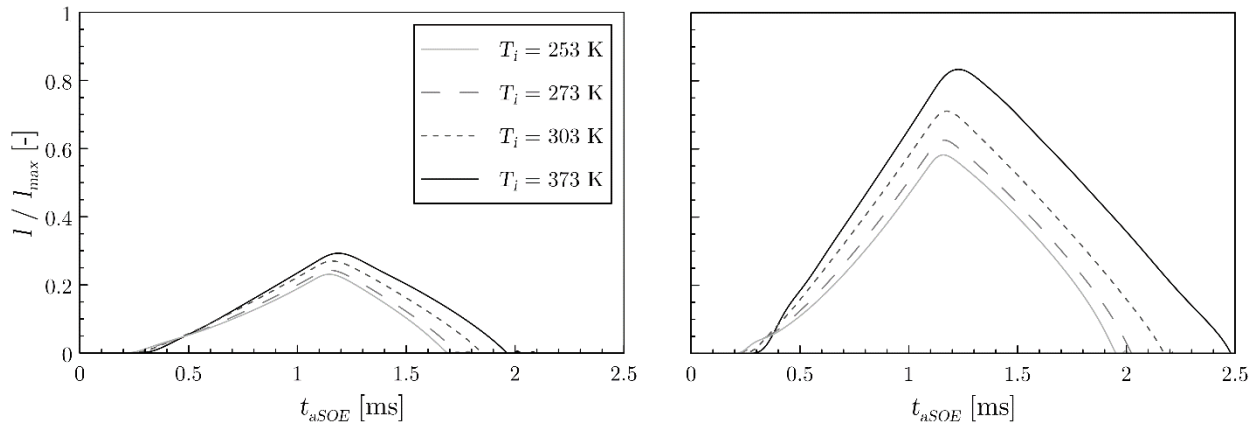 l / l_max [-]
1
0.8
0.6
0.4
0.2
0
T_i = 253 K
T_i = 273 K
T_i = 303 K
T_i = 373 K
0 0.5 1 1.5 2 2.5
t_aSOE [ms]
0 0.5 1 1.5 2 2.5
t_aSOE [ms]